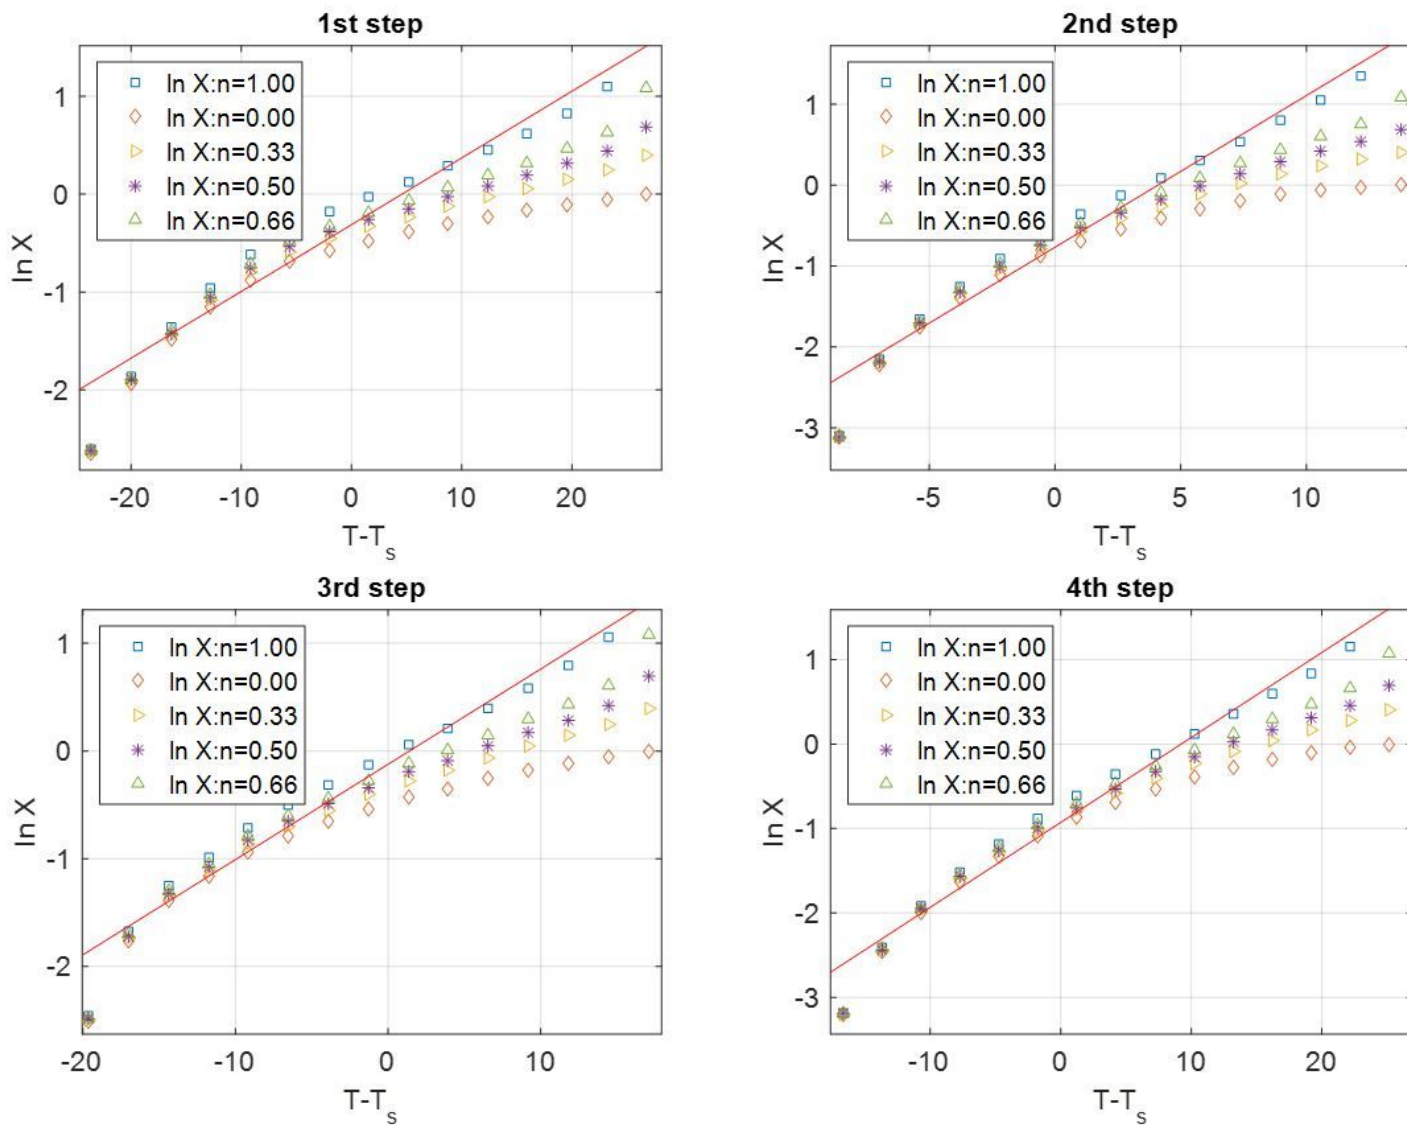 1st step
ln X:n=1.00
ln X:n=0.00
ln X:n=0.33
ln X:n=0.50
ln X:n=0.66
1
0
-1
-2
ln X
-20 -10 0 10 20
T-Ts
2nd step
ln X:n=1.00
ln X:n=0.00
ln X:n=0.33
ln X:n=0.50
ln X:n=0.66
1
0
-1
-2
-3
ln X
-5 0 5 10
T-Ts
3rd step
ln X:n=1.00
ln X:n=0.00
ln X:n=0.33
ln X:n=0.50
ln X:n=0.66
1
0
-1
-2
ln X
-20 -10 0 10
T-Ts
4th step
ln X:n=1.00
ln X:n=0.00
ln X:n=0.33
ln X:n=0.50
ln X:n=0.66
1
0
-1
-2
-3
ln X
-10 0 10 20
T-Ts